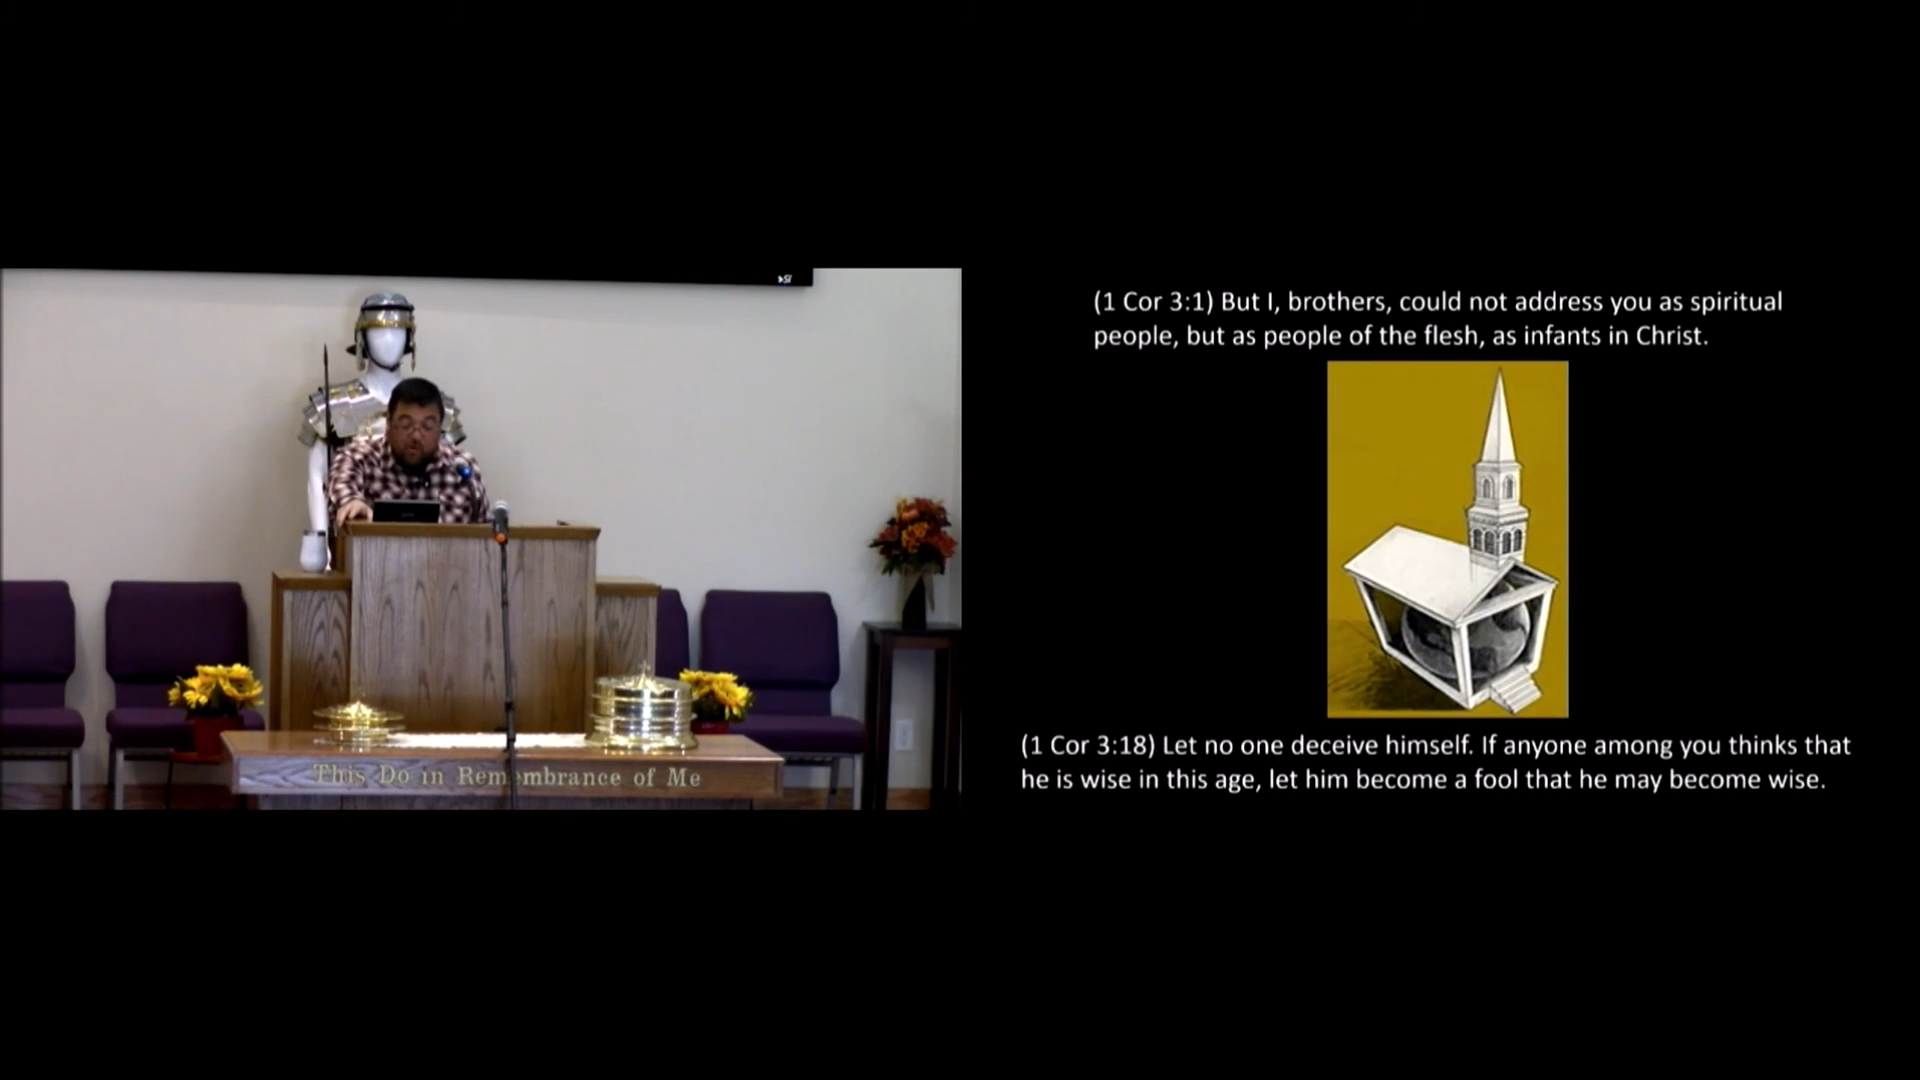 (1 Cor 3:1) But I, brothers, could not address you as spiritual
people, but as people of the flesh, as infants in Christ.
(1 Cor 3:18) Let no one deceive himself. If anyone among you thinks that
he is wise in this age, let him become a fool that he may become wise.
This Do in Remembrance of Me